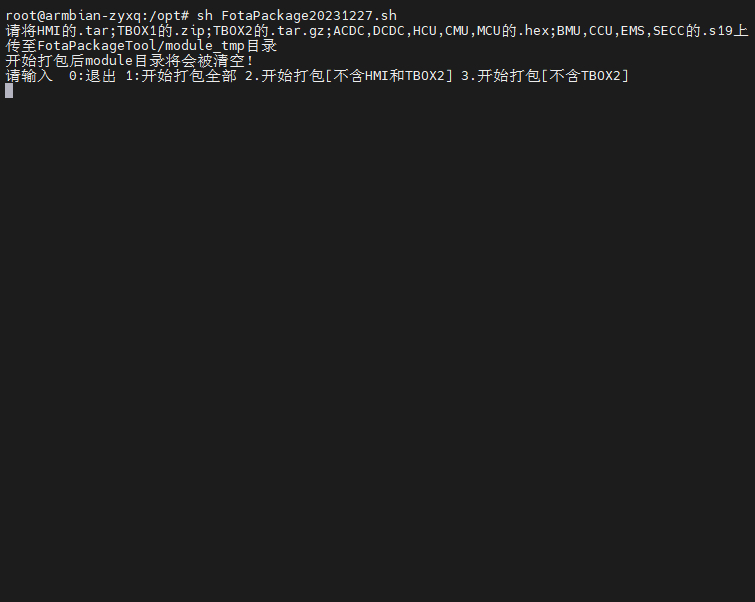 root@armbian-zyxq:/opt# sh FotaPackage20231227.sh
请将HMI的.tar;TBOX1的.zip;TBOX2的.tar.gz;ACDC,DCDC,HCU,CMU,MCU的.hex;BMU,CCU,EMS,SECC的.s19上
传至FotaPackageTool/module_tmp目录
开始打包后module目录将会被清空!
请输入  0:退出 1:开始打包全部 2.开始打包[不含HMI和TBOX2] 3.开始打包[不含TBOX2]